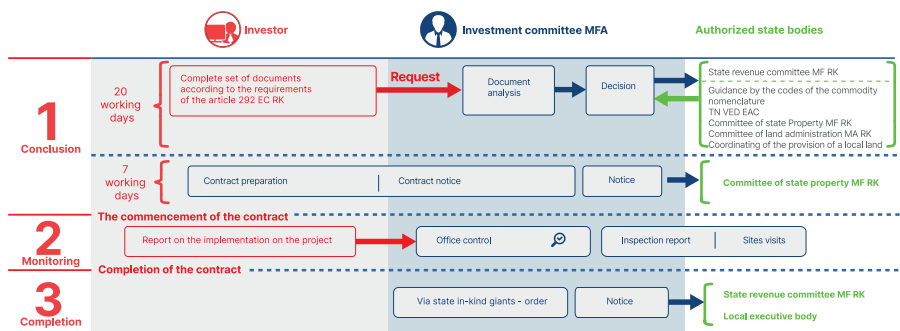 Investor
Investment committee MFA
Authorized state bodies
1
Conclusion
20
working
days
Complete set of documents
according to the requirements
of the article 292 EC RK
Request
Document
analysis
Decision
State revenue committee MF RK
Guidance by the codes of the commodity
nomenclature
TN VED EAC
Committee of state Property MF RK
Committee of land administration MA RK
Coordinating of the provision of a local land
7
working
days
Contract preparation
Contract notice
Notice
Committee of state property MF RK
The commencement of the contract
2
Monitoring
Report on the implementation on the project
Office control
Inspection report
Sites visits
Completion of the contract
3
Completion
Via state in-kind giants - order
Notice
State revenue committee MF RK
Local executive body